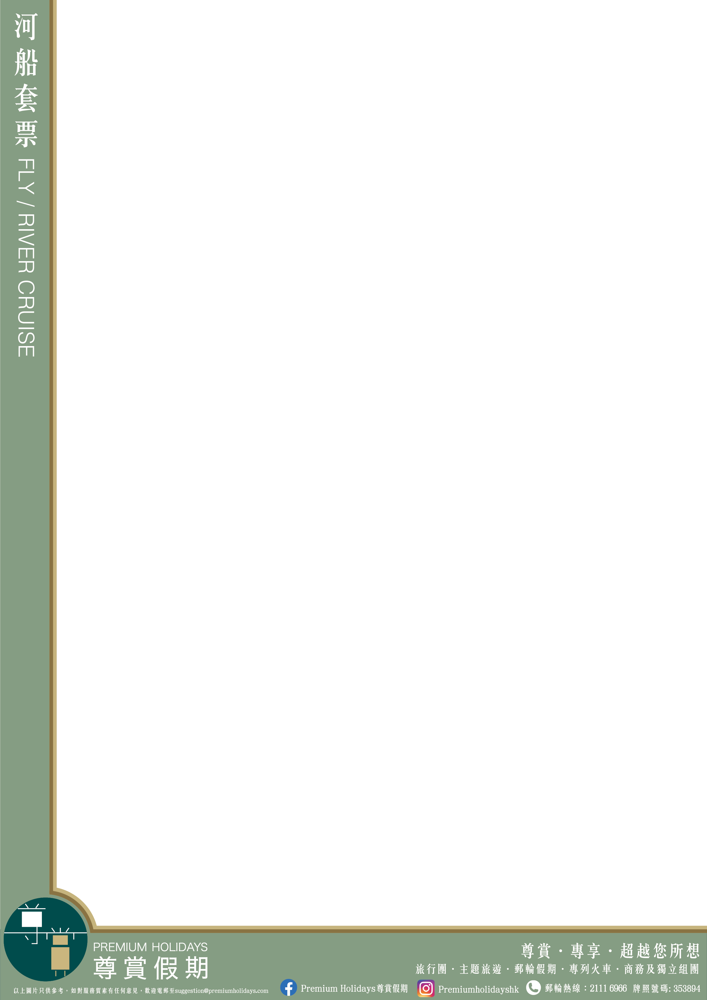 河船套票 FLY / RIVER CRUISE
PREMIUM HOLIDAYS
尊賞假期
以上圖片只供參考，如對服務質素有任何意見，歡迎電郵至suggestion@premiumholidays.com
尊賞・專享・超越您所想
旅行團・主題旅遊・郵輪假期・專列火車・商務及獨立組團
Premium Holidays尊賞假期 Premiumholidayshk 郵輪熱線：2111 6966 牌照號碼: 353894